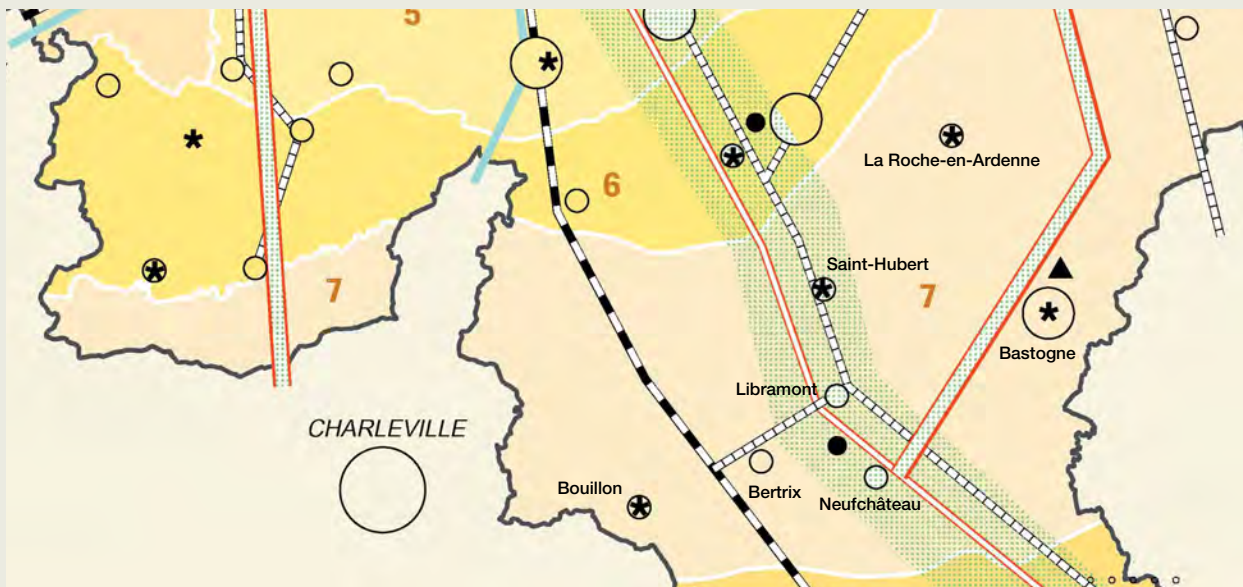 5
La Roche-en-Ardenne
6
Saint-Hubert
7
7
Bastogne
Libramont
CHARLEVILLE
Bouillon
Bertrix
Neufchâteau